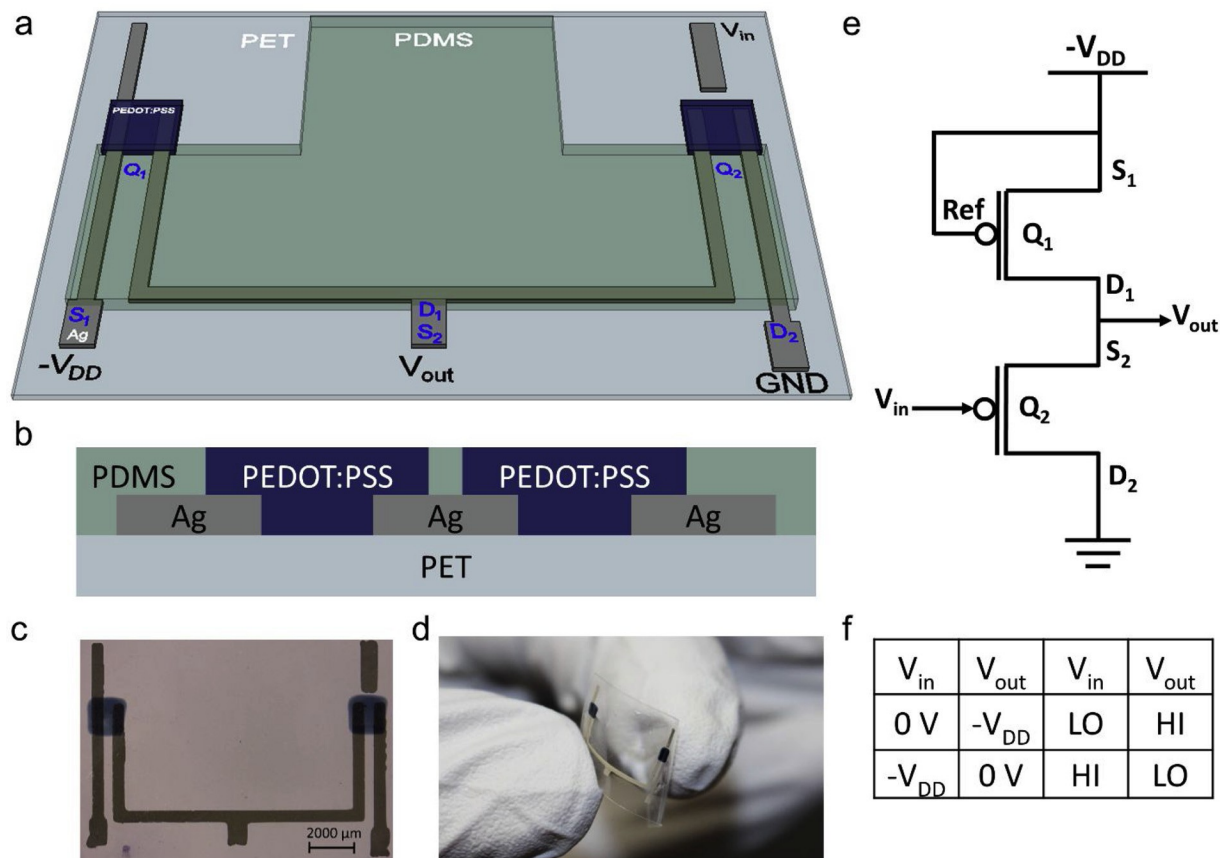 a
PET
PDMS
V_in
PEDOT:PSS
Q_1
Q_2
S_1
Ag
D_1
S_2
D_2
-V_DD
V_out
GND
b
PDMS
PEDOT:PSS
PEDOT:PSS
Ag
Ag
Ag
PET
c
2000 µm
d
e
-V_DD
S_1
Ref
Q_1
D_1
V_out
S_2
V_in
Q_2
D_2
f
V_in V_out V_in V_out
0 V -V_DD LO HI
-V_DD 0 V HI LO